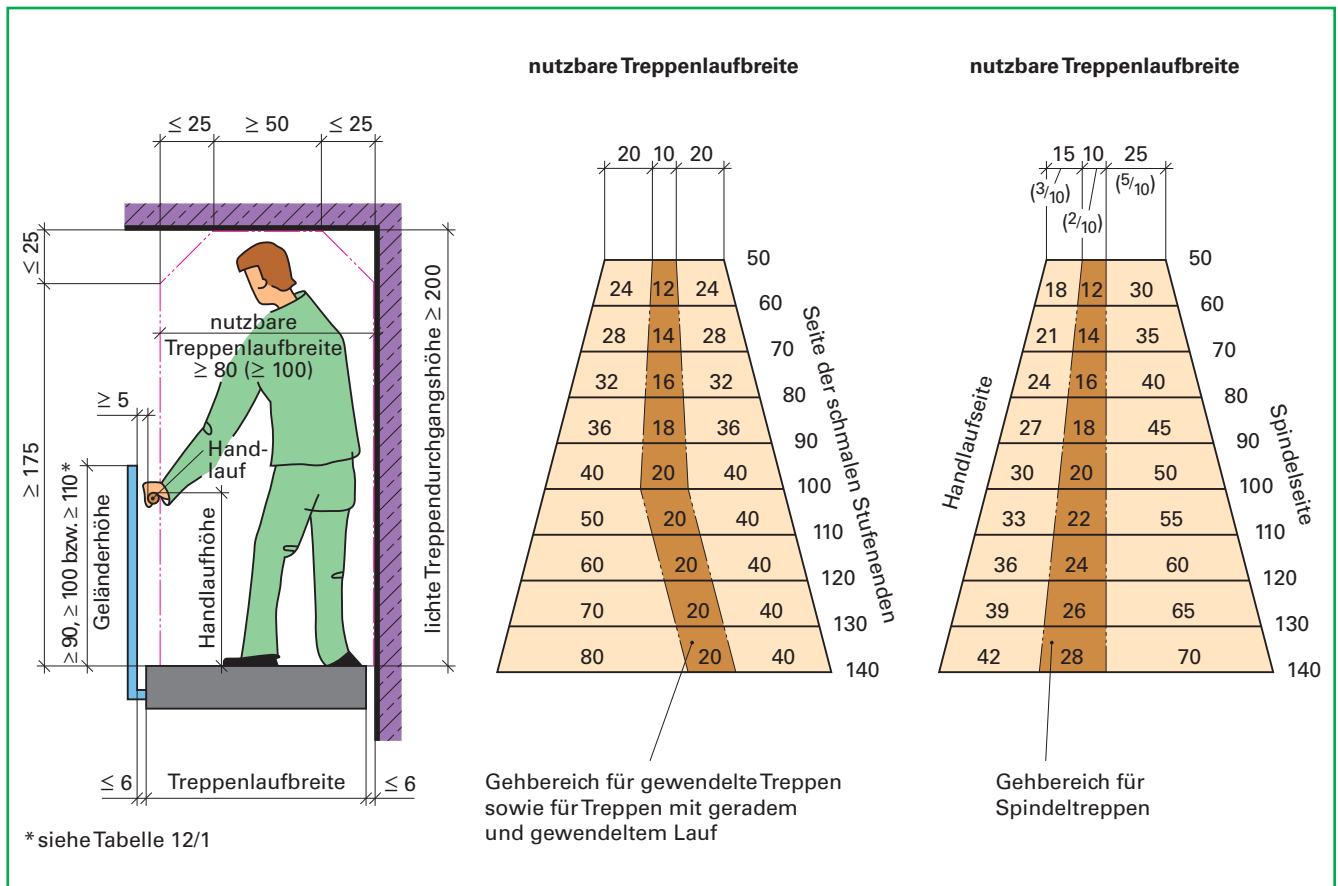 ≤ 25 ≥ 50 ≤ 25
≤ 25
≥ 175
nutzbare
Treppenlaufbreite
≥ 80 (≥ 100)
≥ 5
Hand-
lauf
≥ 90, ≥ 100 bzw. ≥ 110*
Geländerhöhe
Handlaufhöhe
lichte Treppendurchgangshöhe ≥ 200
≤ 6 Treppenlaufbreite ≤ 6
* siehe Tabelle 12/1
nutzbare Treppenlaufbreite
20 10 20
50
24 12 24
60
28 14 28
70
32 16 32
80
36 18 36
90
40 20 40
100
50 20 40
110
60 20 40
120
70 20 40
130
80 20 40
140
Seite der schmalen Stufenenden
Gehbereich für gewendelte Treppen
sowie für Treppen mit geradem
und gewendeltem Lauf
nutzbare Treppenlaufbreite
15 10 25
(3/10) (2/10) (5/10)
50
18 12 30
60
21 14 35
70
24 16 40
80
27 18 45
90
30 20 50
100
33 22 55
110
36 24 60
120
39 26 65
130
42 28 70
140
Handlaufseite
Spindelseite
Gehbereich für
Spindeltreppen